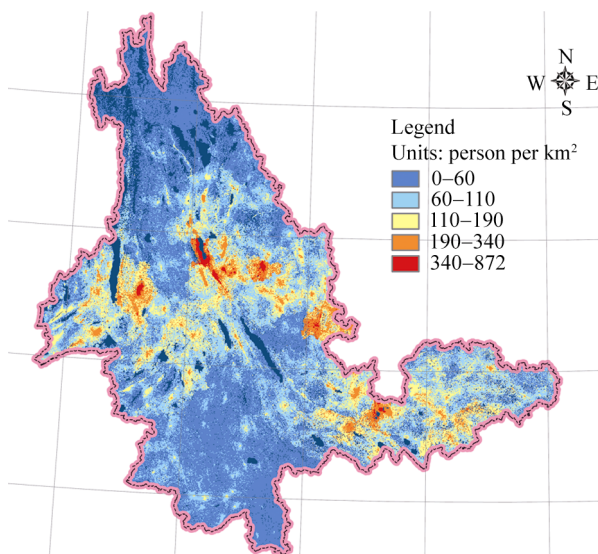 N
W E
S
Legend
Units: person per km²
0–60
60–110
110–190
190–340
340–872